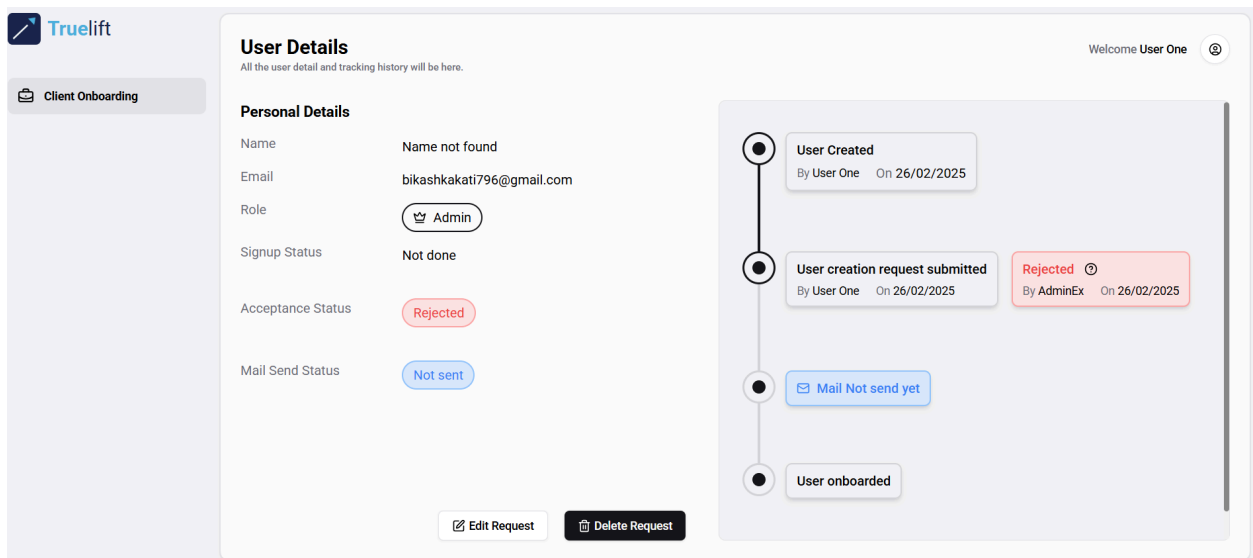 Truelift
Client Onboarding
User Details
All the user detail and tracking history will be here.
Welcome User One
Personal Details
Name Name not found
Email bikashkakati796@gmail.com
Role Admin
Signup Status Not done
Acceptance Status Rejected
Mail Send Status Not sent
Edit Request Delete Request
User Created
By User One On 26/02/2025
User creation request submitted
By User One On 26/02/2025
Rejected
By AdminEx On 26/02/2025
Mail Not send yet
User onboarded